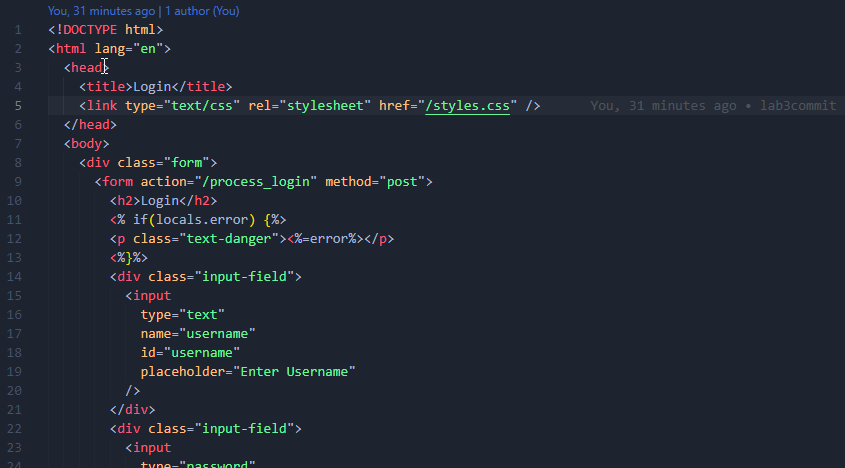 You, 31 minutes ago | 1 author (You)
1 <!DOCTYPE html>
2 <html lang="en">
3 <head>
4 <title>Login</title>
5 <link type="text/css" rel="stylesheet" href="/styles.css" /> You, 31 minutes ago • lab3commit
6 </head>
7 <body>
8 <div class="form">
9 <form action="/process_login" method="post">
10 <h2>Login</h2>
11 <% if(locals.error) {%>
12 <p class="text-danger"><%=error%></p>
13 <%}%>
14 <div class="input-field">
15 <input
16 type="text"
17 name="username"
18 id="username"
19 placeholder="Enter Username"
20 />
21 </div>
22 <div class="input-field">
23 <input
24 type="password"